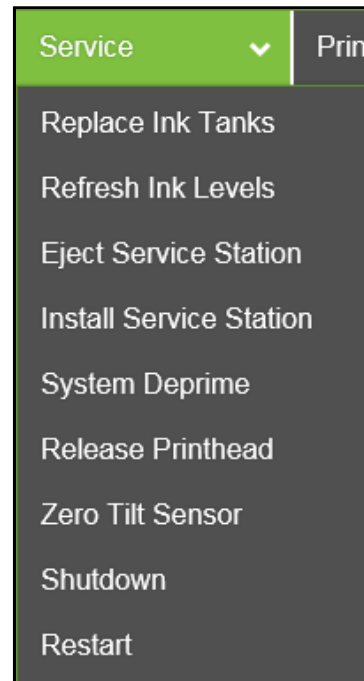 Service
Prin
Replace Ink Tanks
Refresh Ink Levels
Eject Service Station
Install Service Station
System Deprime
Release Printhead
Zero Tilt Sensor
Shutdown
Restart